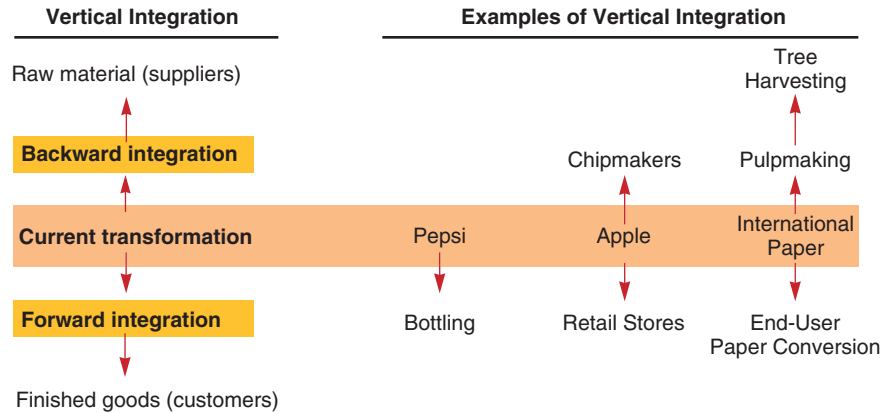 Vertical Integration
Examples of Vertical Integration
Raw material (suppliers)
Tree
Harvesting
Backward integration
Chipmakers
Pulpmaking
Current transformation
Pepsi
Apple
International
Paper
Forward integration
Bottling
Retail Stores
End-User
Paper Conversion
Finished goods (customers)